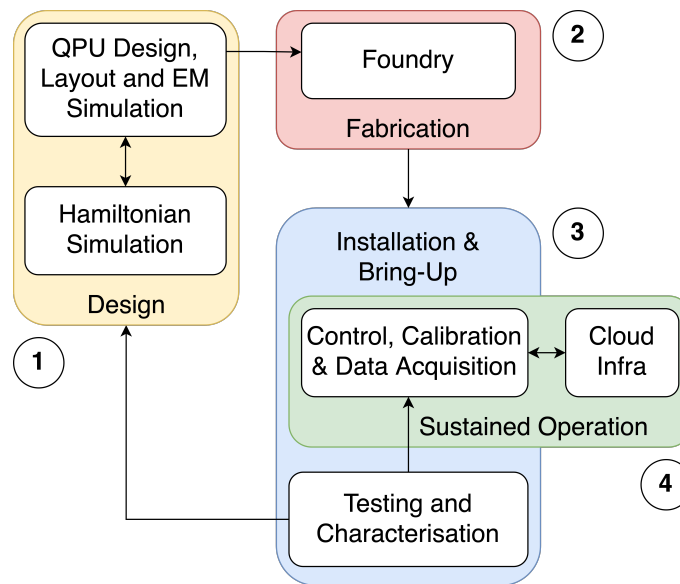 QPU Design,
Layout and EM
Simulation
Hamiltonian
Simulation
Design
1
Foundry
Fabrication
2
Installation &
Bring-Up
3
Control, Calibration
& Data Acquisition
Cloud
Infra
Sustained Operation
4
Testing and
Characterisation